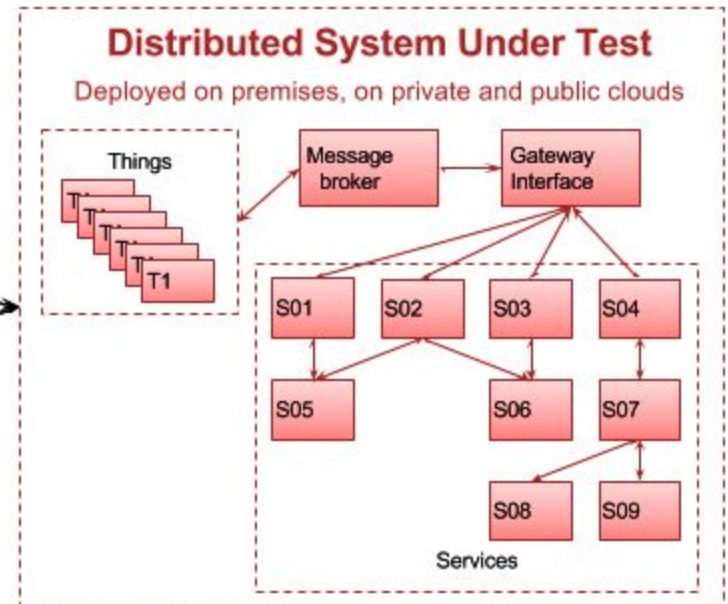 Distributed System Under Test
Deployed on premises, on private and public clouds
Things
T1
Message
broker
Gateway
Interface
S01
S02
S03
S04
S05
S06
S07
S08
S09
Services